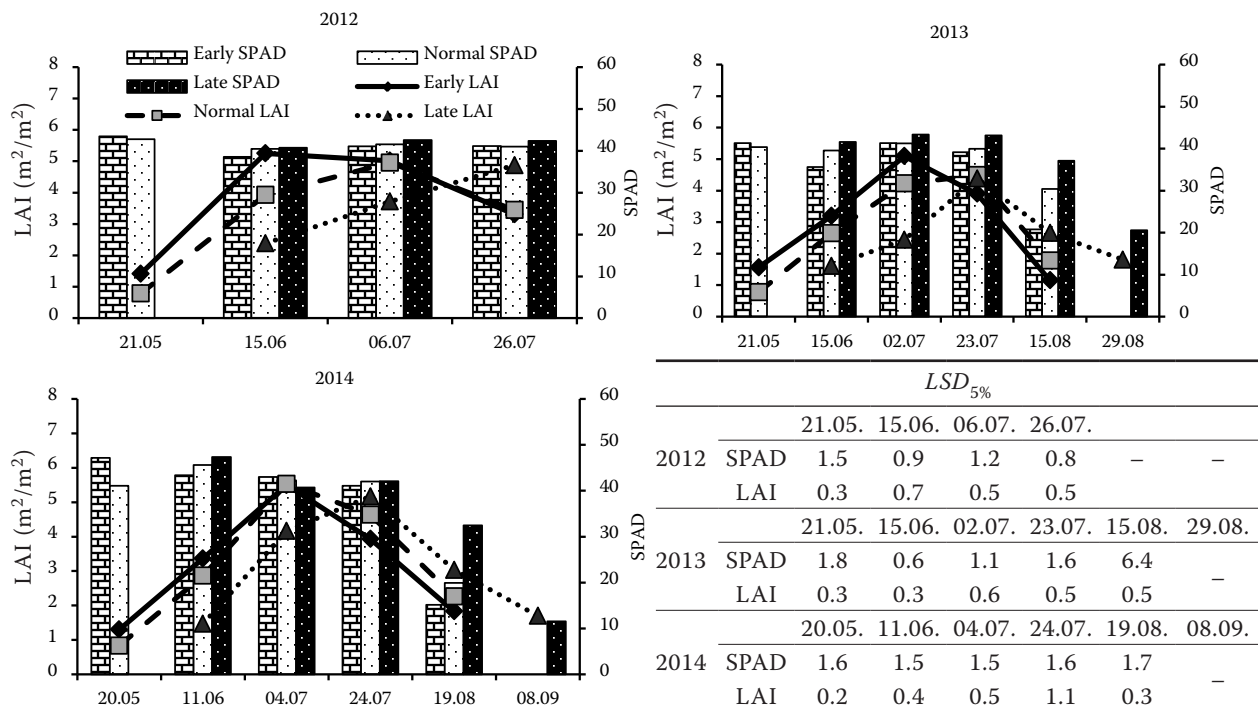 2012
Early SPAD Normal SPAD
Late SPAD Early LAI
Normal LAI Late LAI
LAI (m²/m²)
8
7
6
5
4
3
2
1
0
60
50
40
30
20
10
0
SPAD
21.05 15.06 06.07 26.07
2013
LAI (m²/m²)
8
7
6
5
4
3
2
1
0
60
50
40
30
20
10
0
SPAD
21.05 15.06 02.07 23.07 15.08 29.08
2014
LAI (m²/m²)
8
7
6
5
4
3
2
1
0
60
50
40
30
20
10
0
SPAD
20.05 11.06 04.07 24.07 19.08 08.09
LSD5%
21.05. 15.06. 06.07. 26.07.
2012 SPAD 1.5 0.9 1.2 0.8 – –
LAI 0.3 0.7 0.5 0.5
21.05. 15.06. 02.07. 23.07. 15.08. 29.08.
2013 SPAD 1.8 0.6 1.1 1.6 6.4 –
LAI 0.3 0.3 0.6 0.5 0.5
20.05. 11.06. 04.07. 24.07. 19.08. 08.09.
2014 SPAD 1.6 1.5 1.5 1.6 1.7 –
LAI 0.2 0.4 0.5 1.1 0.3